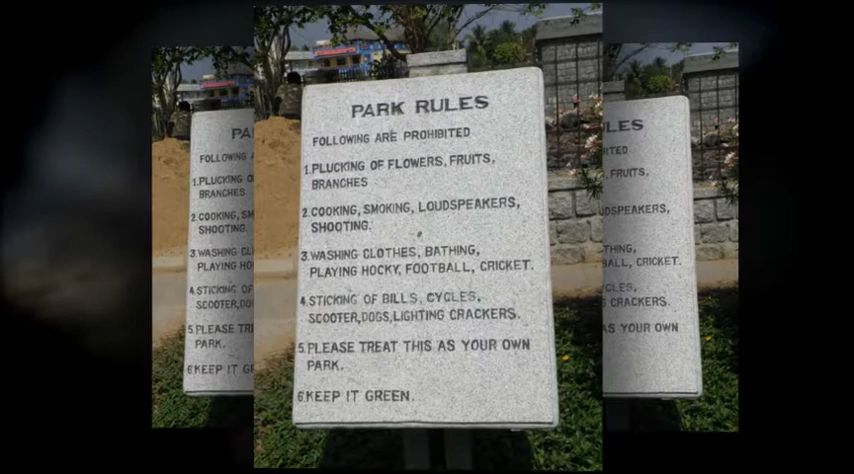 PARK RULES
FOLLOWING ARE PROHIBITED
1.PLUCKING OF FLOWERS, FRUITS,
BRANCHES
2.COOKING, SMOKING, LOUDSPEAKERS,
SHOOTING.
3.WASHING CLOTHES, BATHING,
PLAYING HOCKY, FOOTBALL, CRICKET.
4.STICKING OF BILLS, CYCLES,
SCOOTER,DOGS,LIGHTING CRACKERS.
5.PLEASE TREAT THIS AS YOUR OWN
PARK.
6.KEEP IT GREEN.